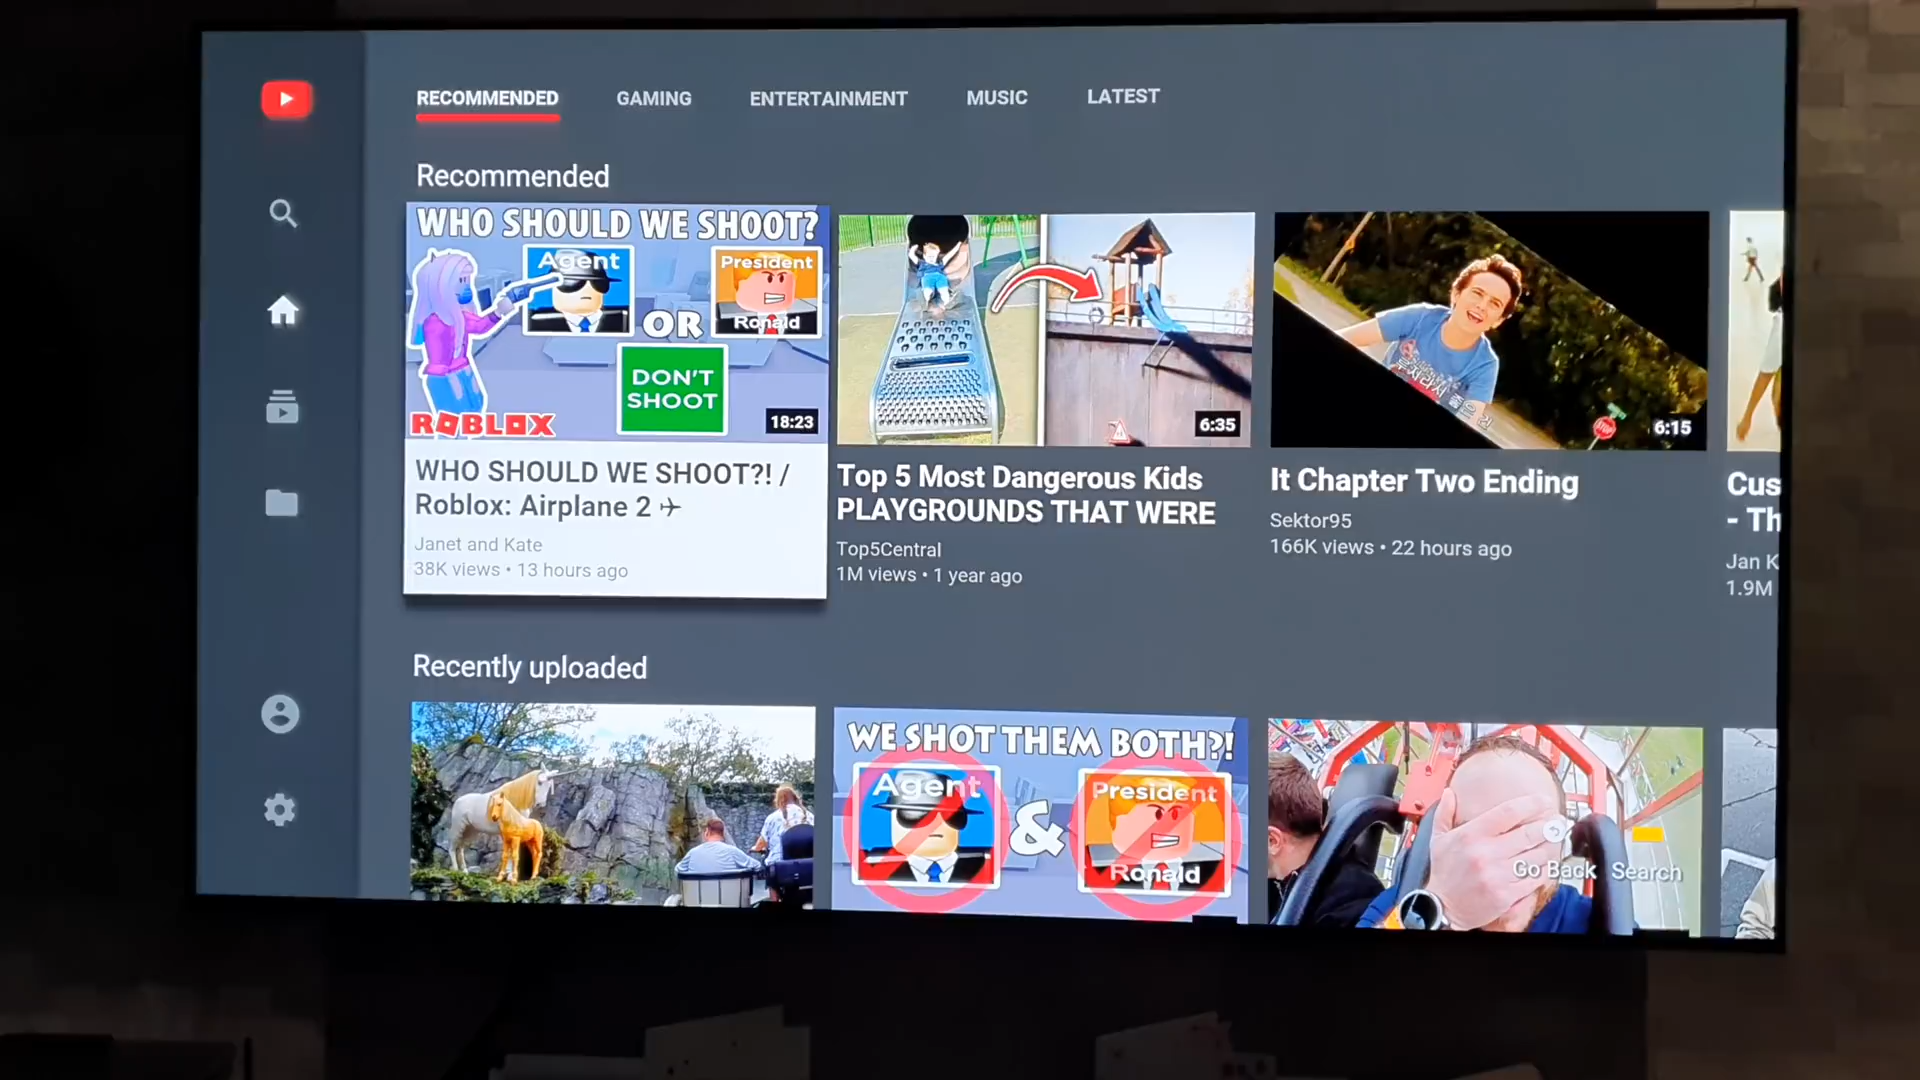 RECOMMENDED GAMING ENTERTAINMENT MUSIC LATEST
Recommended
WHO SHOULD WE SHOOT?
Agent
President
OR
Ronald
DON'T
SHOOT
ROBLOX
18:23
6:35
6:15
WHO SHOULD WE SHOOT?! /
Roblox: Airplane 2 ✈
Janet and Kate
38K views • 13 hours ago
Top 5 Most Dangerous Kids
PLAYGROUNDS THAT WERE
Top5Central
1M views • 1 year ago
It Chapter Two Ending
Sektor95
166K views • 22 hours ago
Cus
- Th
Jan K
1.9M
Recently uploaded
WE SHOT THEM BOTH?!
Agent
&
President
Ronald
Go Back Search